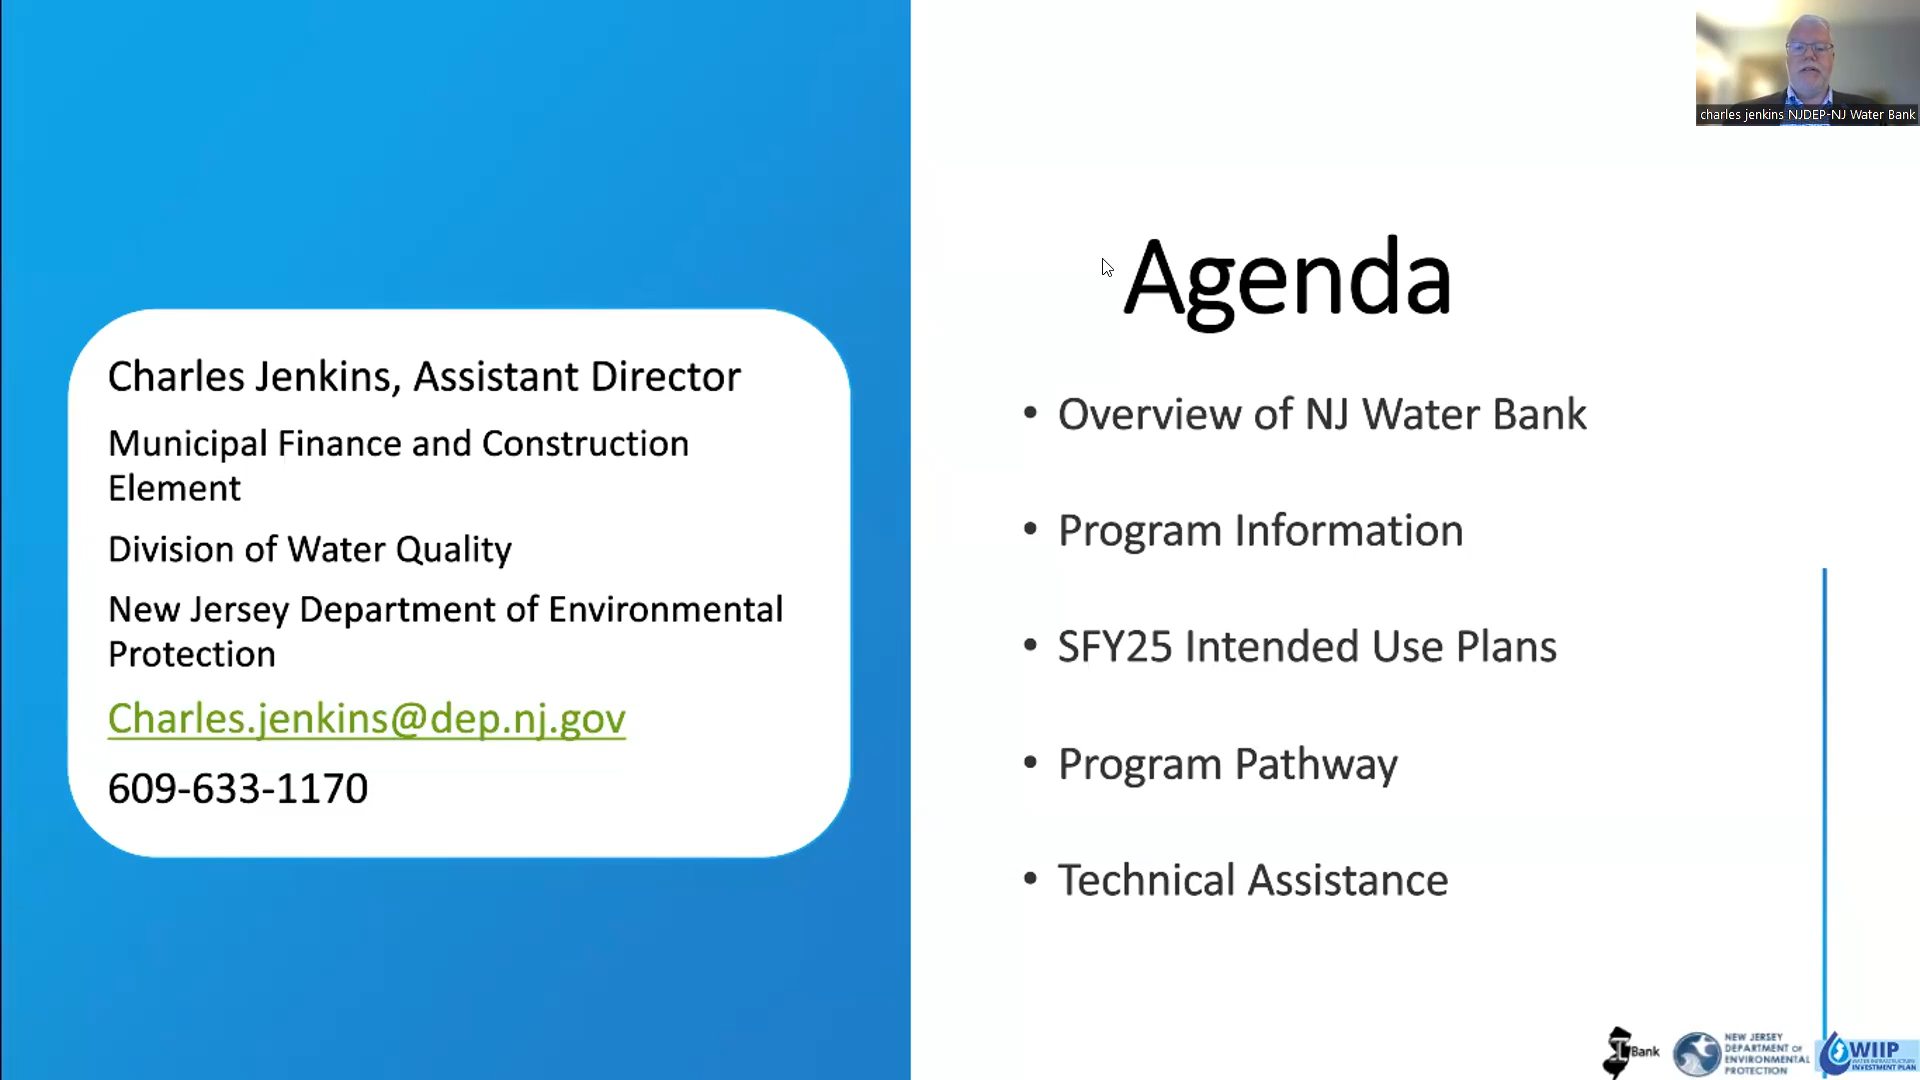 charles jenkins NJDEP-NJ Water Bank
Charles Jenkins, Assistant Director
Municipal Finance and Construction
Element
Division of Water Quality
New Jersey Department of Environmental
Protection
Charles.jenkins@dep.nj.gov
609-633-1170
Agenda
• Overview of NJ Water Bank
• Program Information
• SFY25 Intended Use Plans
• Program Pathway
• Technical Assistance
I Bank
NEW JERSEY
DEPARTMENT OF
ENVIRONMENTAL
PROTECTION
WIIP
WATER INFRASTRUCTURE
INVESTMENT PLAN